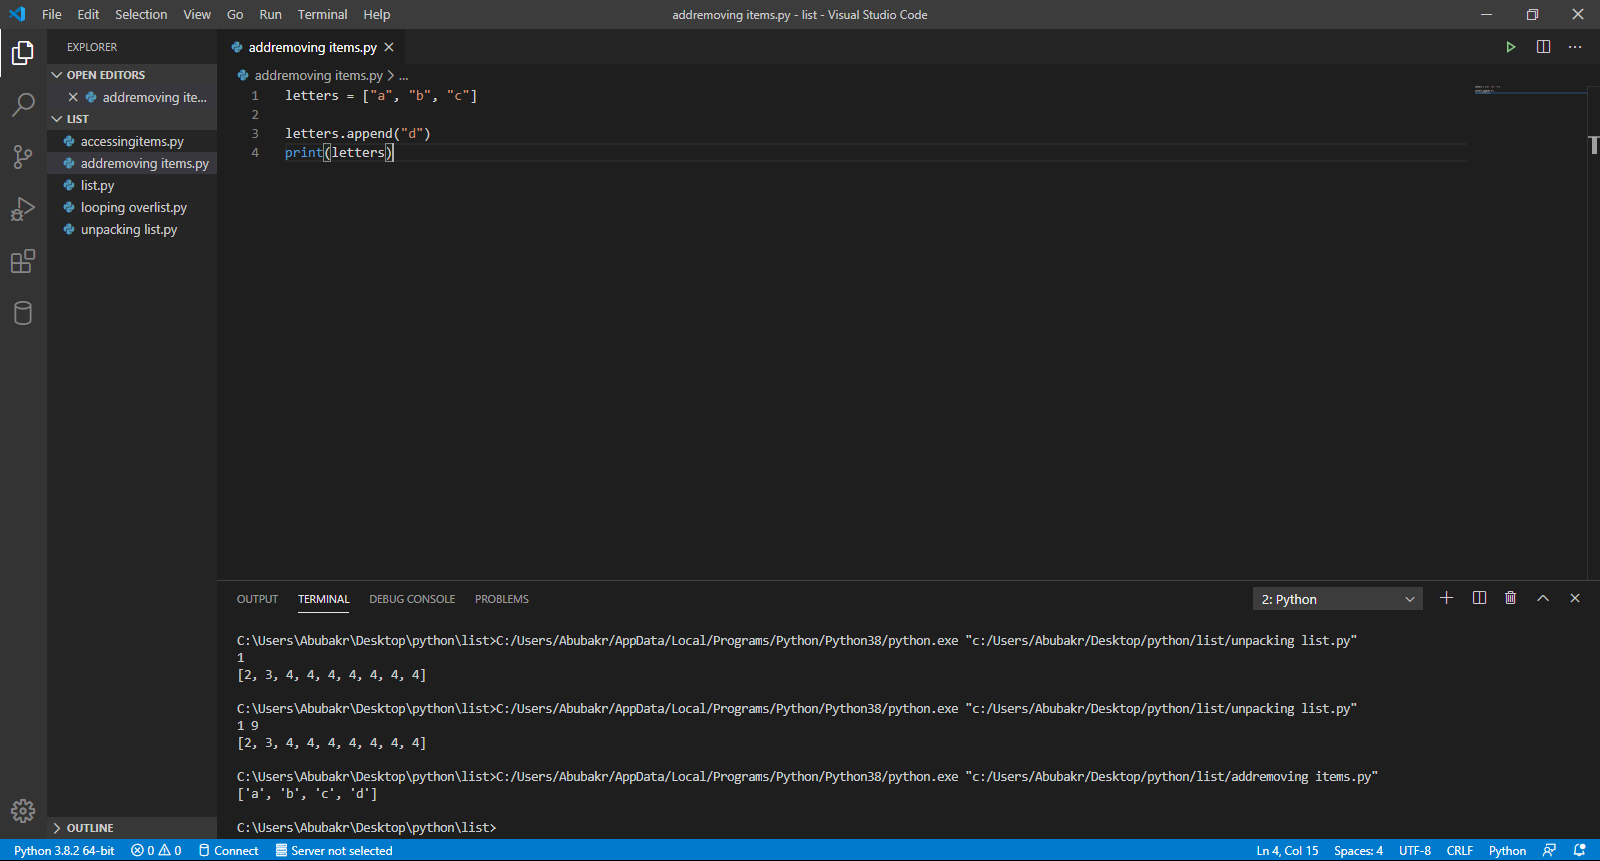 File Edit Selection View Go Run Terminal Help
addremoving items.py - list - Visual Studio Code
EXPLORER
OPEN EDITORS
addremoving ite...
LIST
accessingitems.py
addremoving items.py
list.py
looping overlist.py
unpacking list.py
OUTLINE
addremoving items.py
addremoving items.py > ...
1 letters = ["a", "b", "c"]
2
3 letters.append("d")
4 print(letters)
OUTPUT TERMINAL DEBUG CONSOLE PROBLEMS
2: Python
C:\Users\Abubakr\Desktop\python\list>C:/Users/Abubakr/AppData/Local/Programs/Python/Python38/python.exe "c:/Users/Abubakr/Desktop/python/list/unpacking list.py"
1
[2, 3, 4, 4, 4, 4, 4, 4, 4]
C:\Users\Abubakr\Desktop\python\list>C:/Users/Abubakr/AppData/Local/Programs/Python/Python38/python.exe "c:/Users/Abubakr/Desktop/python/list/unpacking list.py"
1 9
[2, 3, 4, 4, 4, 4, 4, 4, 4]
C:\Users\Abubakr\Desktop\python\list>C:/Users/Abubakr/AppData/Local/Programs/Python/Python38/python.exe "c:/Users/Abubakr/Desktop/python/list/addremoving items.py"
['a', 'b', 'c', 'd']
C:\Users\Abubakr\Desktop\python\list>
Python 3.8.2 64-bit 0 0 Connect Server not selected Ln 4, Col 15 Spaces: 4 UTF-8 CRLF Python